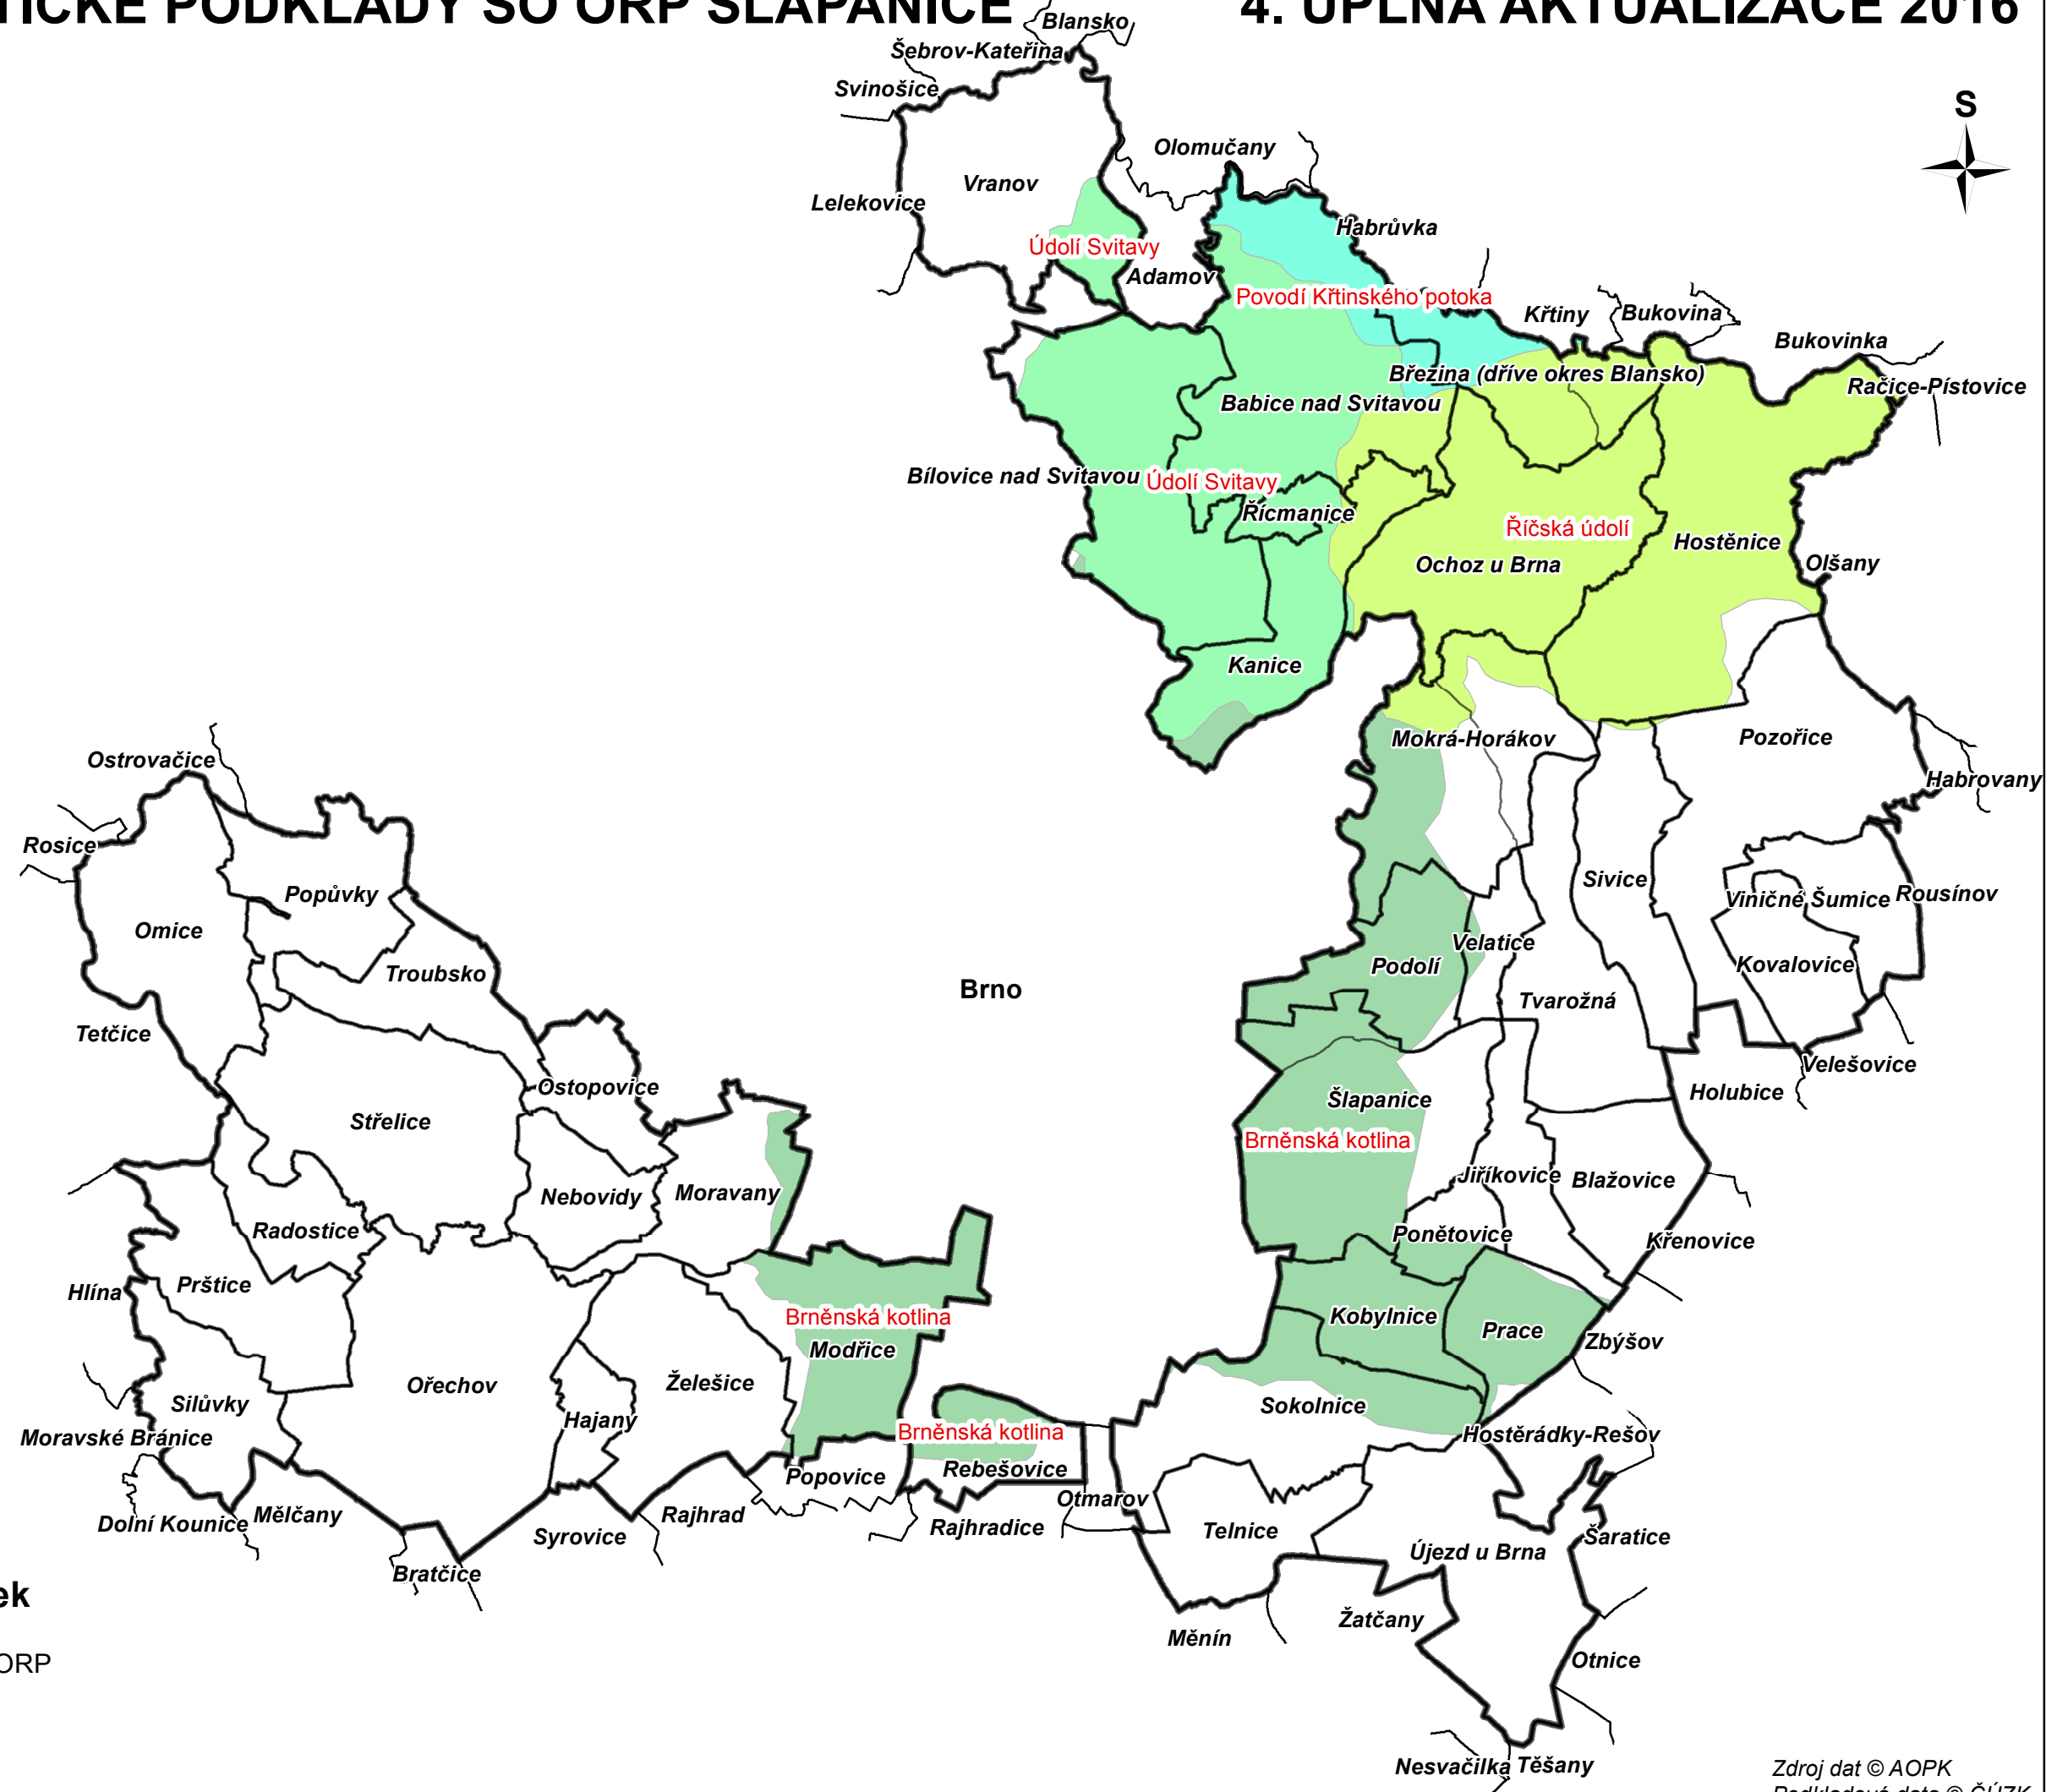 TICKÉ PODKLADY SO ORP ŠLAPANICE
4. ÚPLNÁ AKTUALIZACE 2016
Blansko
Šebrov-Kateřina
Svinošice
S
Olomučany
Vranov
Lelekovice
Habrůvka
Údolí Svitavy
Adamov
Povodí Křtinského potoka
Křtiny
Bukovina
Bukovinka
Březina (dříve okres Blansko)
Račice-Pístovice
Babice nad Svitavou
Bílovice nad Svitavou
Údolí Svitavy
Řícmanice
Říčská údolí
Hostěnice
Ochoz u Brna
Olšany
Kanice
Mokrá-Horákov
Pozořice
Ostrovačice
Habrovany
Rosice
Popůvky
Sivice
Viničné Šumice
Rousínov
Omice
Velatice
Podolí
Kovalovice
Troubsko
Brno
Tvarožná
Tetčice
Velešovice
Ostopovice
Holubice
Šlapanice
Střelice
Brněnská kotlina
Jiříkovice
Blažovice
Nebovidy
Moravany
Radostice
Ponětovice
Křenovice
Prštice
Hlína
Brněnská kotlina
Kobylnice
Prace
Zbýšov
Modřice
Ořechov
Želešice
Silůvky
Sokolnice
Hajany
Brněnská kotlina
Hostěrádky-Rešov
Moravské Bránice
Rebešovice
Popovice
Otmarov
Mělčany
Rajhrad
Dolní Kounice
Rajhradice
Telnice
Syrovice
Šaratice
Újezd u Brna
Bratčice
ek
Žatčany
Měnín
Otnice
ORP
Nesvačilka
Těšany
Zdroj dat © AOPK
Podkladová data © ČÚZK